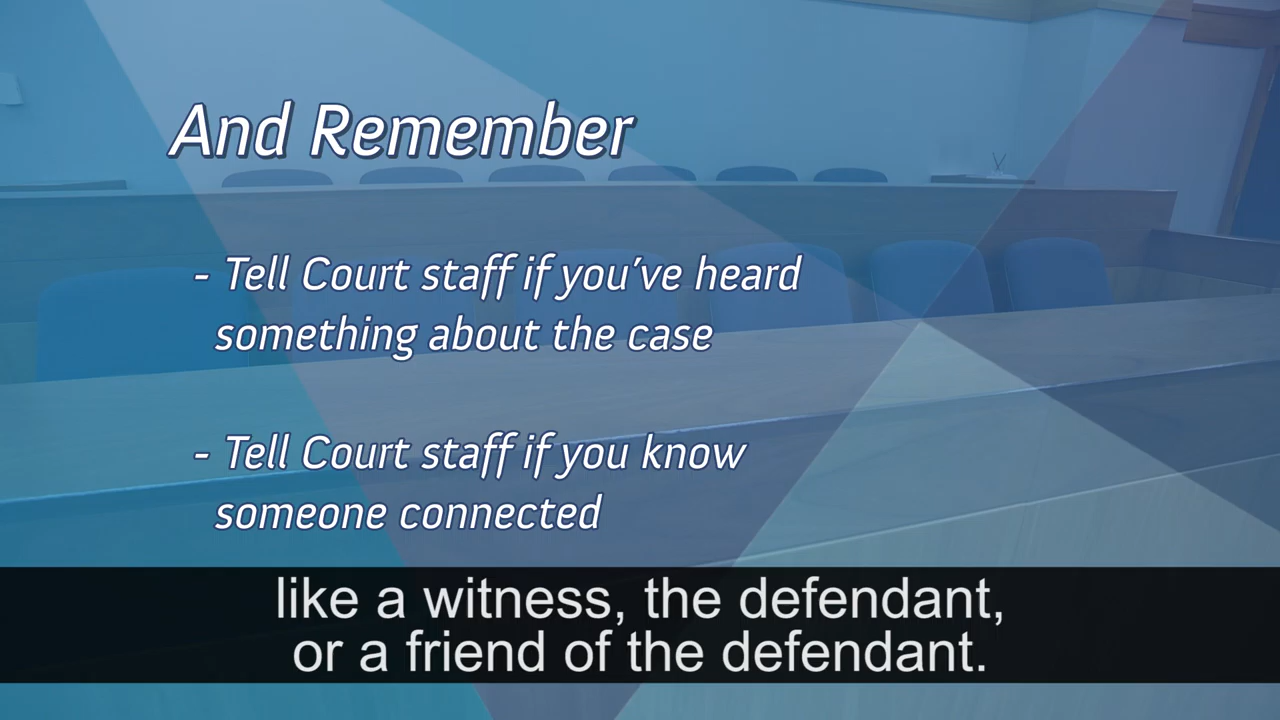 And Remember
- Tell Court staff if you've heard
something about the case
- Tell Court staff if you know
someone connected
like a witness, the defendant,
or a friend of the defendant.